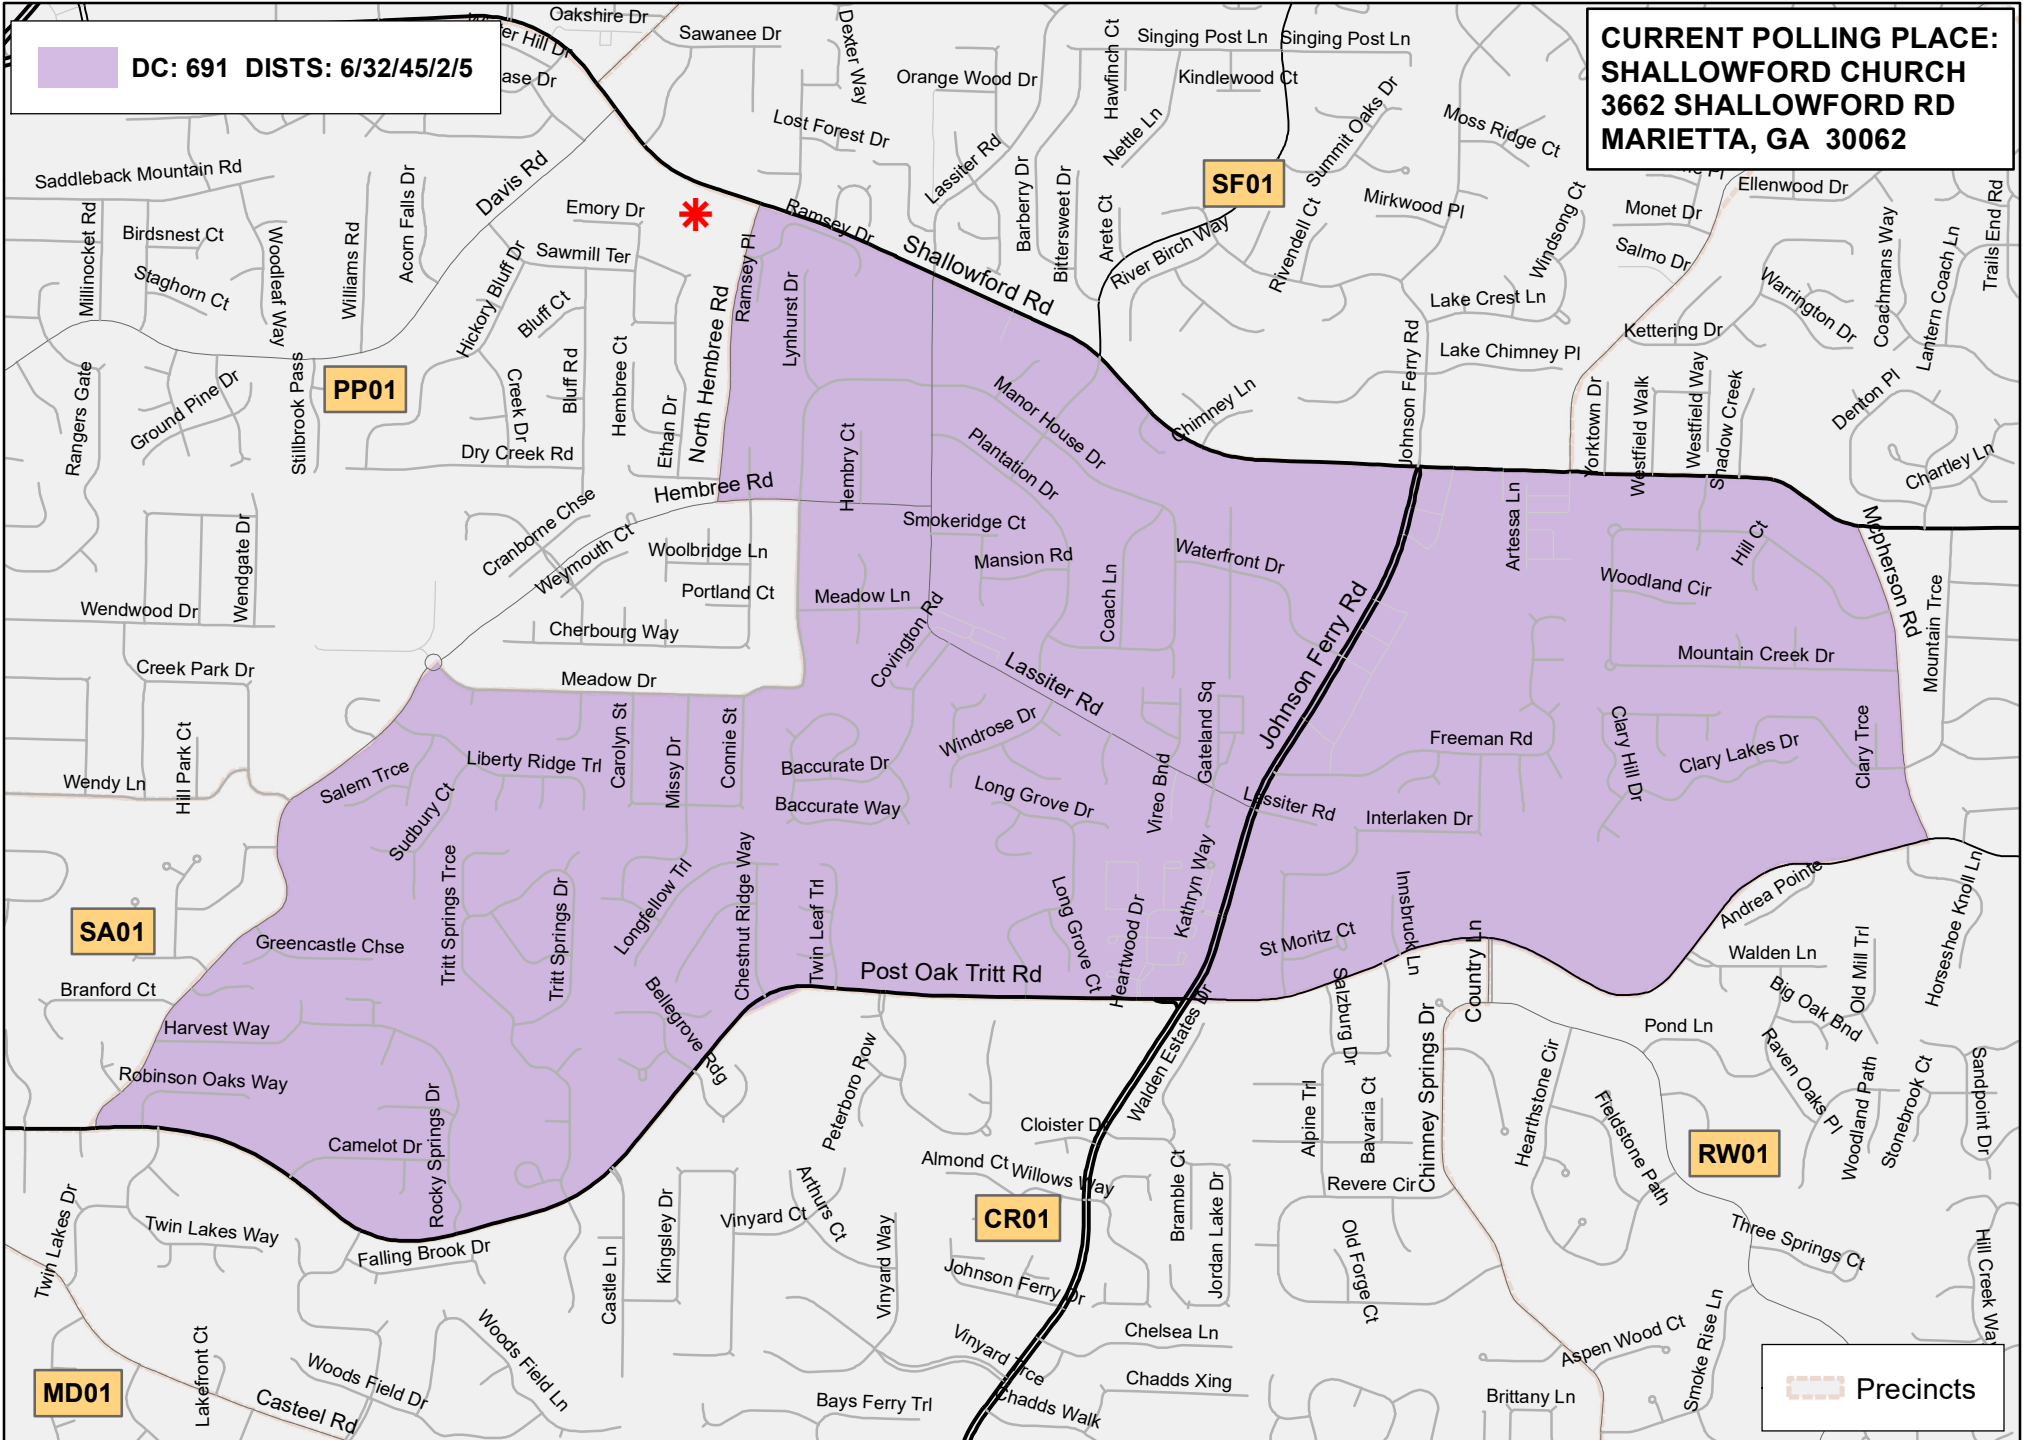 DC: 691 DISTS: 6/32/45/2/5
CURRENT POLLING PLACE:
SHALLOWFORD CHURCH
3662 SHALLOWFORD RD
MARIETTA, GA 30062
Oakshire Dr
Sawanee Dr
Dexter Way
Orange Wood Dr
Lost Forest Dr
Lassiter Rd
Hawfinch Ct
Singing Post Ln
Singing Post Ln
Kindlewood Ct
Nettle Ln
Summit Oaks Dr
Moss Ridge Ct
Ellenwood Dr
Monet Dr
Salmo Dr
Coachmans Way
Lantern Coach Ln
Trails End Rd
Saddleback Mountain Rd
Davis Rd
Acorn Falls Dr
Millinocket Rd
Birdsnest Ct
Staghorn Ct
Woodleaf Way
Williams Rd
Emory Dr
Sawmill Ter
Hickory Bluff Dr
Bluff Ct
Ramsey Pl
Ramsey Dr
Shallowford Rd
Barberry Dr
Bittersweet Dr
Arete Ct
SF01
River Birch Way
Rivendell Ct
Mirkwood Pl
Windsong Ct
Lake Crest Ln
Kettering Dr
Warrington Dr
Lake Chimney Pl
Johnson Ferry Rd
Rangers Gate
Ground Pine Dr
Stillbrook Pass
PP01
Creek Dr
Bluff Rd
Hembree Ct
Ethan Dr
North Hembree Rd
Dry Creek Rd
Hembree Rd
Lynhurst Dr
Hembry Ct
Manor House Dr
Plantation Dr
Chimney Ln
Yorktown Dr
Westfield Walk
Westfield Way
Shadow Creek
Denton Pl
Chartley Ln
Wendgate Dr
Cranborne Chse
Weymouth Ct
Woolbridge Ln
Portland Ct
Smokeridge Ct
Mansion Rd
Coach Ln
Waterfront Dr
Artessa Ln
Hill Ct
Woodland Cir
Mcpherson Rd
Mountain Trce
Wendwood Dr
Cherbourg Way
Meadow Ln
Covington Rd
Creek Park Dr
Meadow Dr
Lassiter Rd
Gateland Sq
Johnson Ferry Rd
Mountain Creek Dr
Hill Park Ct
Carolyn St
Missy Dr
Connie St
Windrose Dr
Freeman Rd
Clary Hill Dr
Clary Lakes Dr
Clary Trce
Wendy Ln
Salem Trce
Liberty Ridge Trl
Baccurate Dr
Baccurate Way
Long Grove Dr
Vireo Bnd
Lassiter Rd
Interlaken Dr
Sudbury Ct
SA01
Greencastle Chse
Tritt Springs Trce
Tritt Springs Dr
Longfellow Trl
Chestnut Ridge Way
Twin Leaf Trl
Long Grove Ct
Heartwood Dr
Kathryn Way
St Moritz Ct
Innsbruck Ln
Country Ln
Andrea Pointe
Horseshoe Knoll Ln
Walden Ln
Old Mill Trl
Big Oak Bnd
Branford Ct
Post Oak Tritt Rd
Harvest Way
Bellegrove Rdg
Peterboro Row
Walden Estates Dr
Salzburg Dr
Chimney Springs Dr
Pond Ln
Raven Oaks Pl
Woodland Path
Stonebrook Ct
Sandpoint Dr
Robinson Oaks Way
Rocky Springs Dr
Camelot Dr
Alpine Trl
Bavaria Ct
Hearthstone Cir
Fieldstone Path
RW01
Cloister D
Almond Ct
Willows Way
Bramble Ct
Jordan Lake Dr
Revere Cir
Twin Lakes Dr
Twin Lakes Way
Falling Brook Dr
Kingsley Dr
Castle Ln
Vinyard Ct
Arthurs Ct
Vinyard Way
CR01
Johnson Ferry Dr
Old Forge Ct
Three Springs Ct
Hill Creek Way
MD01
Lakefront Ct
Woods Field Dr
Woods Field Ln
Casteel Rd
Vinyard Trce
Chelsea Ln
Chadds Xing
Bays Ferry Trl
Chadds Walk
Aspen Wood Ct
Smoke Rise Ln
Brittany Ln
Precincts